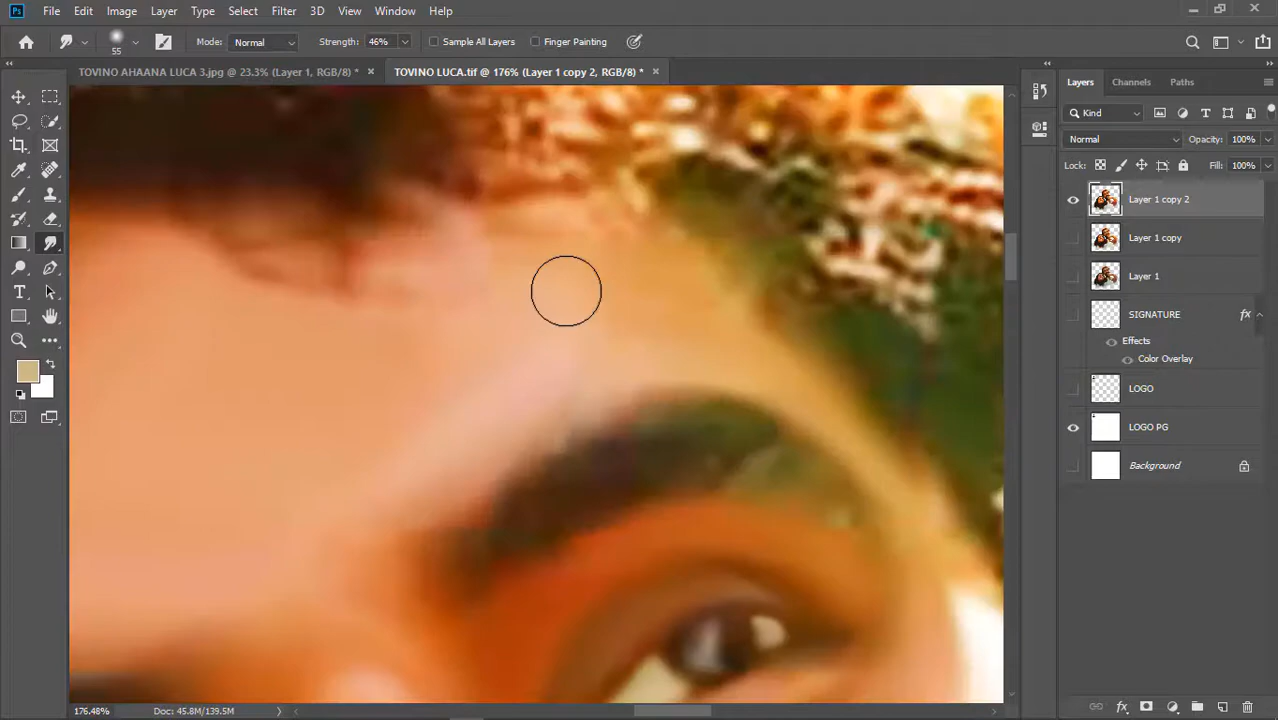 Ps File Edit Image Layer Type Select Filter 3D View Window Help
55 Mode: Normal Strength: 46% Sample All Layers Finger Painting
TOVINO AHAANA LUCA 3.jpg @ 23.3% (Layer 1, RGB/8) * × TOVINO LUCA.tif @ 176% (Layer 1 copy 2, RGB/8) * ×
Layers Channels Paths
Kind
Normal Opacity: 100%
Lock: Fill: 100%
Layer 1 copy 2
Layer 1 copy
Layer 1
SIGNATURE fx
Effects
Color Overlay
LOGO
LOGO PG
Background
176.48% Doc: 45.8M/139.5M
fx